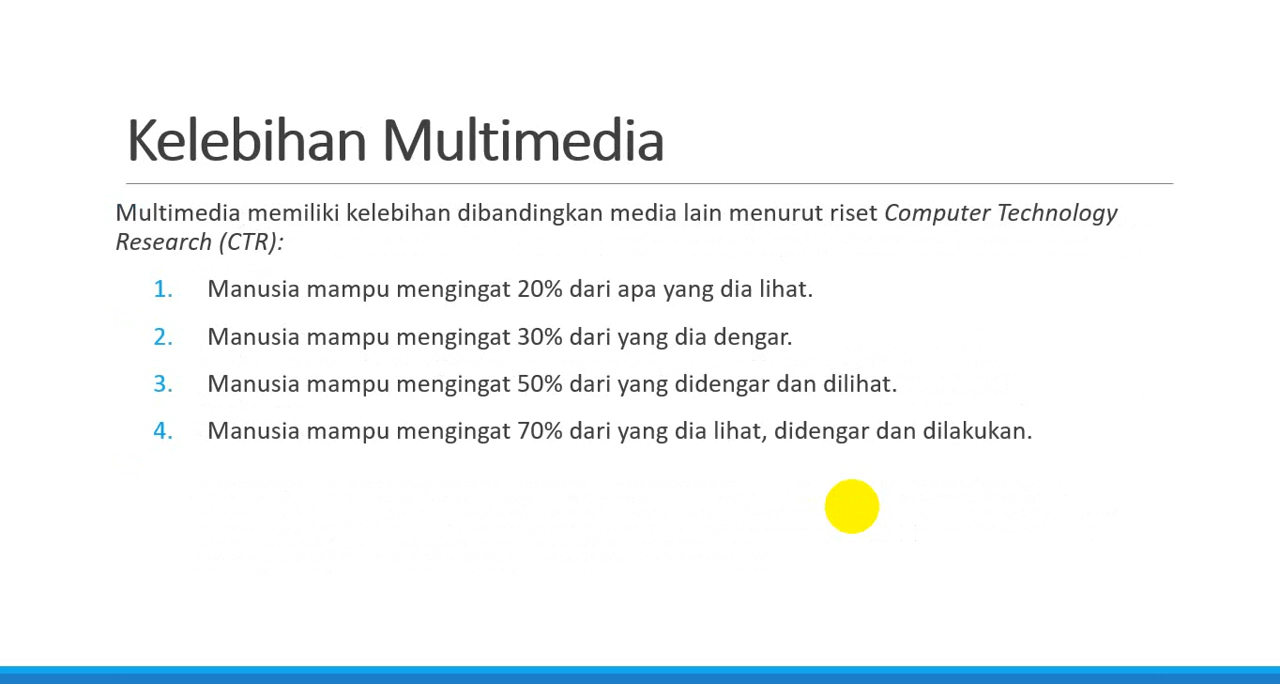 Kelebihan Multimedia
Multimedia memiliki kelebihan dibandingkan media lain menurut riset Computer Technology
Research (CTR):
1. Manusia mampu mengingat 20% dari apa yang dia lihat.
2. Manusia mampu mengingat 30% dari yang dia dengar.
3. Manusia mampu mengingat 50% dari yang didengar dan dilihat.
4. Manusia mampu mengingat 70% dari yang dia lihat, didengar dan dilakukan.